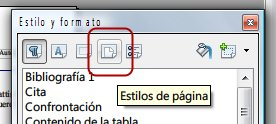 Estilo y formato
Bibliografía 1
Cita
Estilos de página
Confrontación
Contenido de la tabla